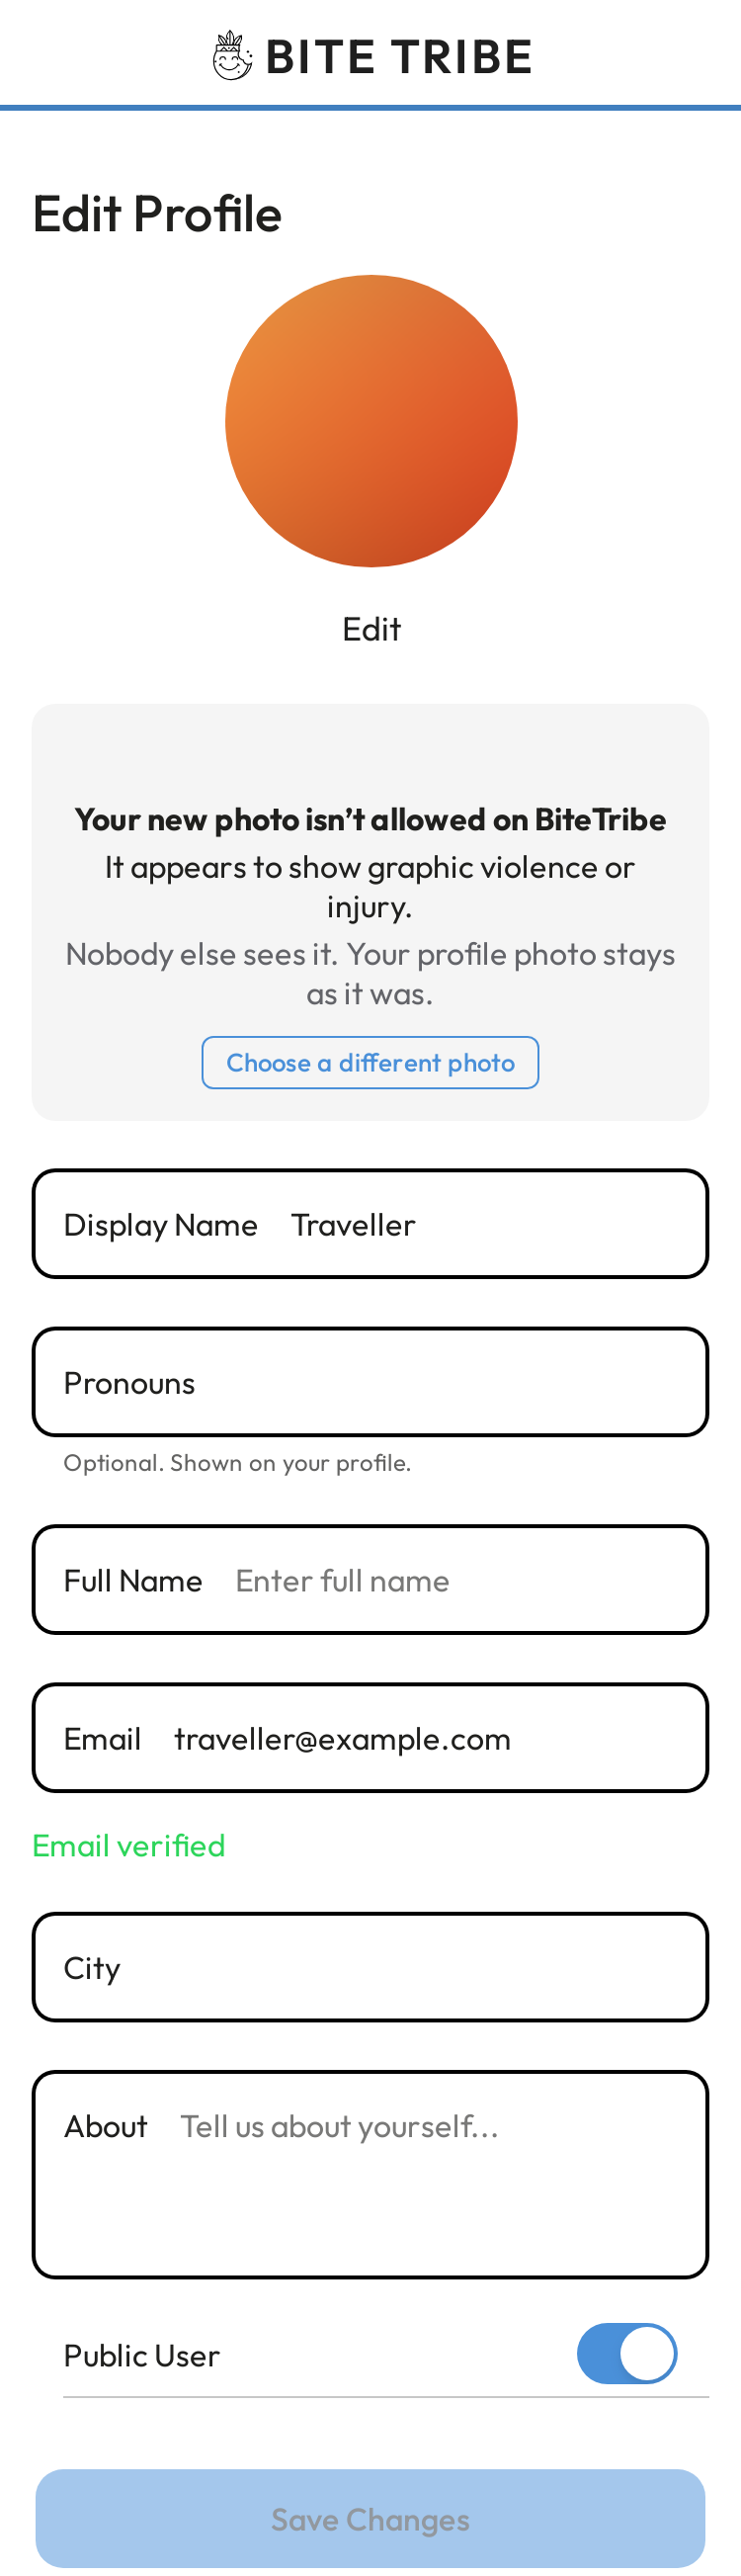 BITE TRIBE
Edit Profile
Edit
Your new photo isn’t allowed on BiteTribe
It appears to show graphic violence or
injury.
Nobody else sees it. Your profile photo stays
as it was.
Choose a different photo
Display Name Traveller
Pronouns
Optional. Shown on your profile.
Full Name Enter full name
Email traveller@example.com
Email verified
City
About Tell us about yourself...
Public User
Save Changes